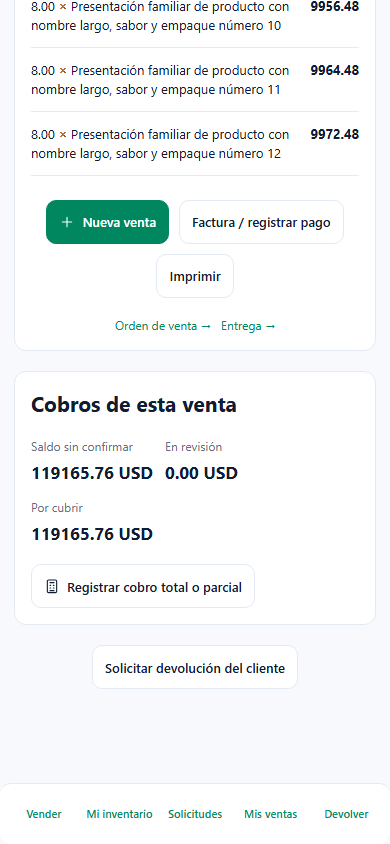 8.00 × Presentación familiar de producto con 9956.48
nombre largo, sabor y empaque número 10
8.00 × Presentación familiar de producto con 9964.48
nombre largo, sabor y empaque número 11
8.00 × Presentación familiar de producto con 9972.48
nombre largo, sabor y empaque número 12
+ Nueva venta Factura / registrar pago
Imprimir
Orden de venta → Entrega →
Cobros de esta venta
Saldo sin confirmar En revisión
119165.76 USD 0.00 USD
Por cubrir
119165.76 USD
Registrar cobro total o parcial
Solicitar devolución del cliente
Vender Mi inventario Solicitudes Mis ventas Devolver